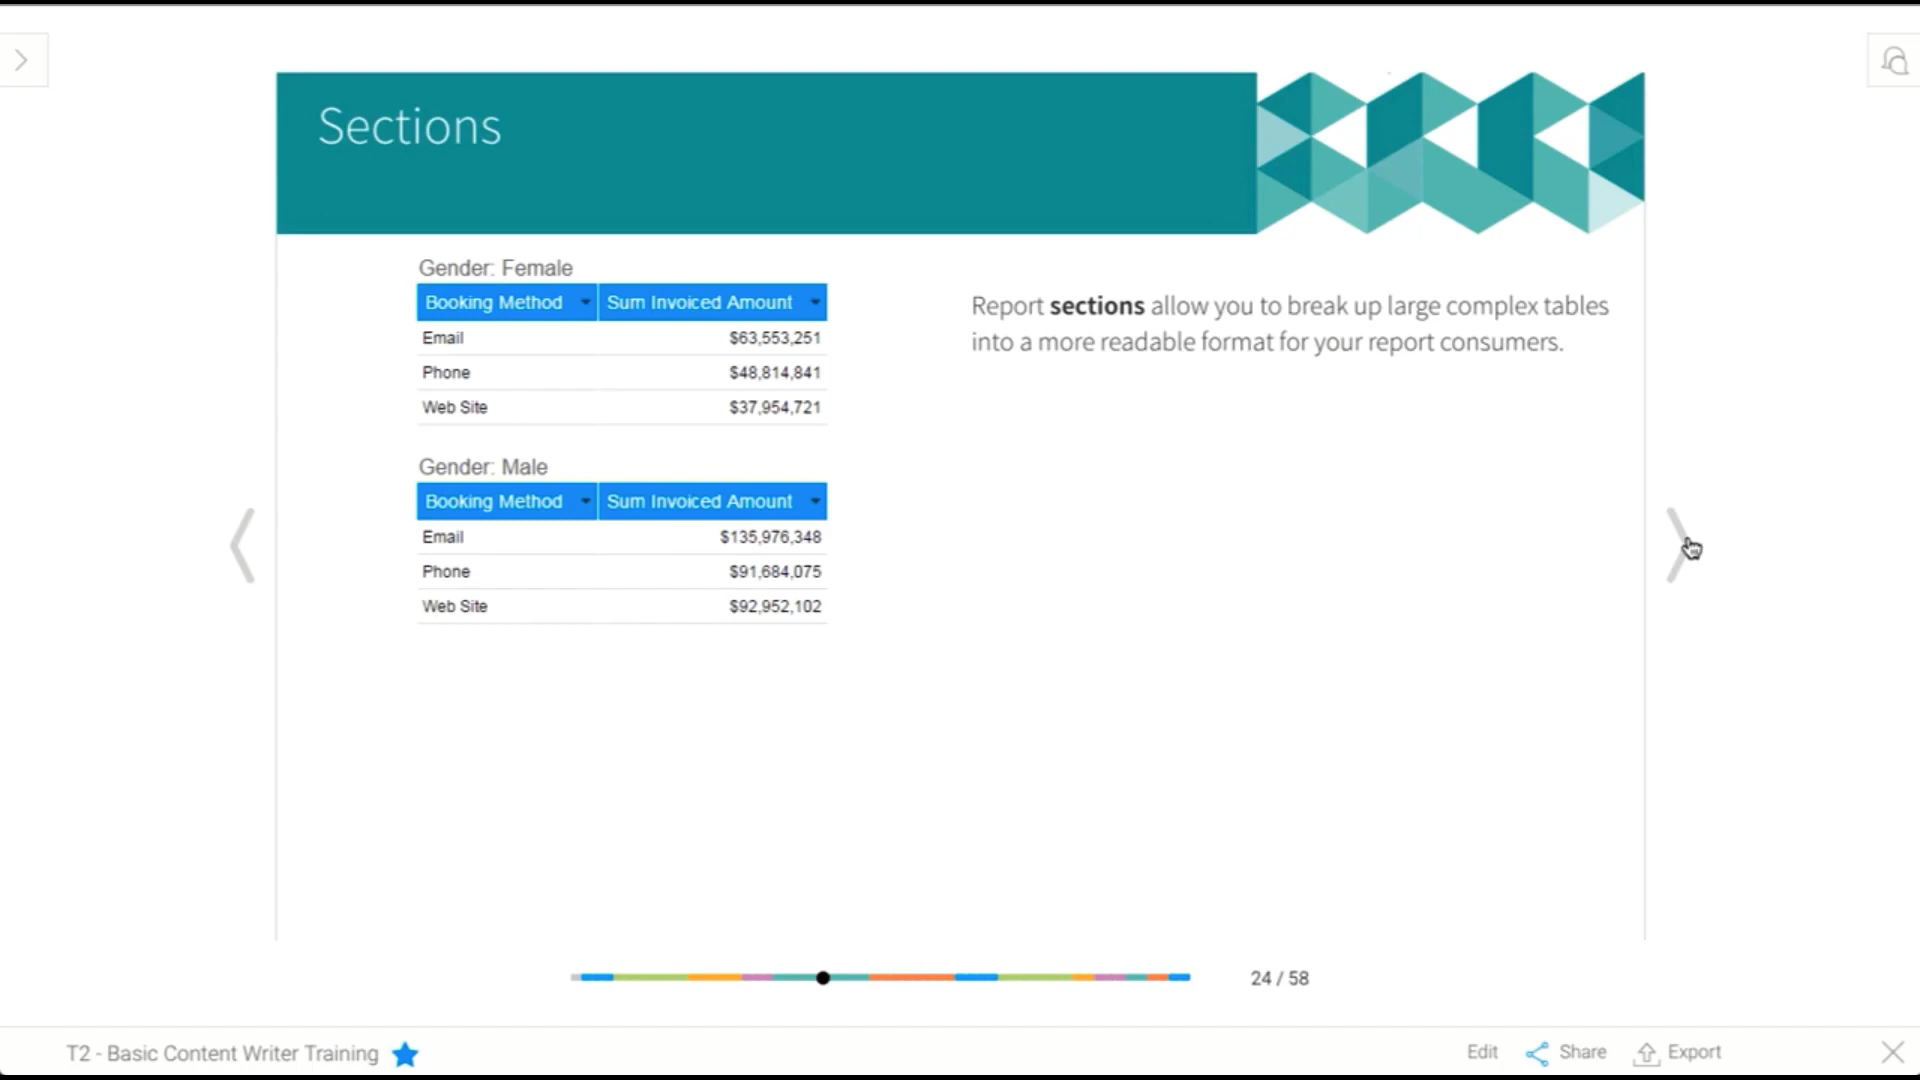 Sections
Gender: Female
Booking Method Sum Invoiced Amount
Email $63,553,251
Phone $48,814,841
Web Site $37,954,721
Gender: Male
Booking Method Sum Invoiced Amount
Email $135,976,348
Phone $91,684,075
Web Site $92,952,102
Report sections allow you to break up large complex tables
into a more readable format for your report consumers.
24 / 58
T2 - Basic Content Writer Training
Edit Share Export